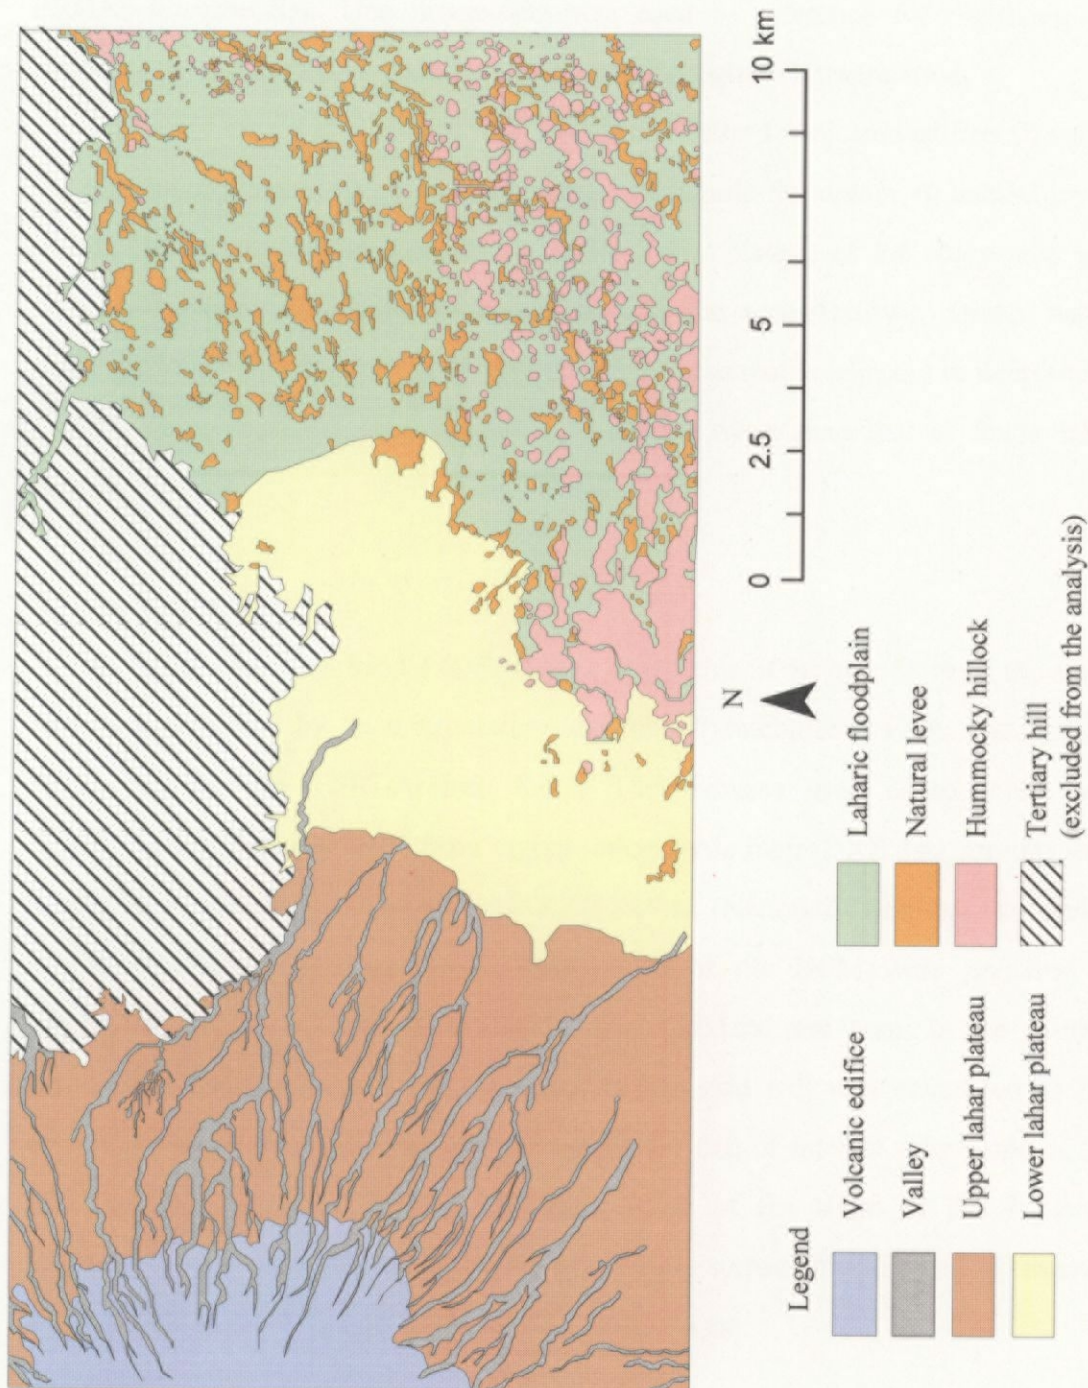 0 2.5 5 10 km
N
Legend
Volcanic edifice
Valley
Upper lahar plateau
Lower lahar plateau
Laharic floodplain
Natural levee
Hummocky hillock
Tertiary hill
(excluded from the analysis)